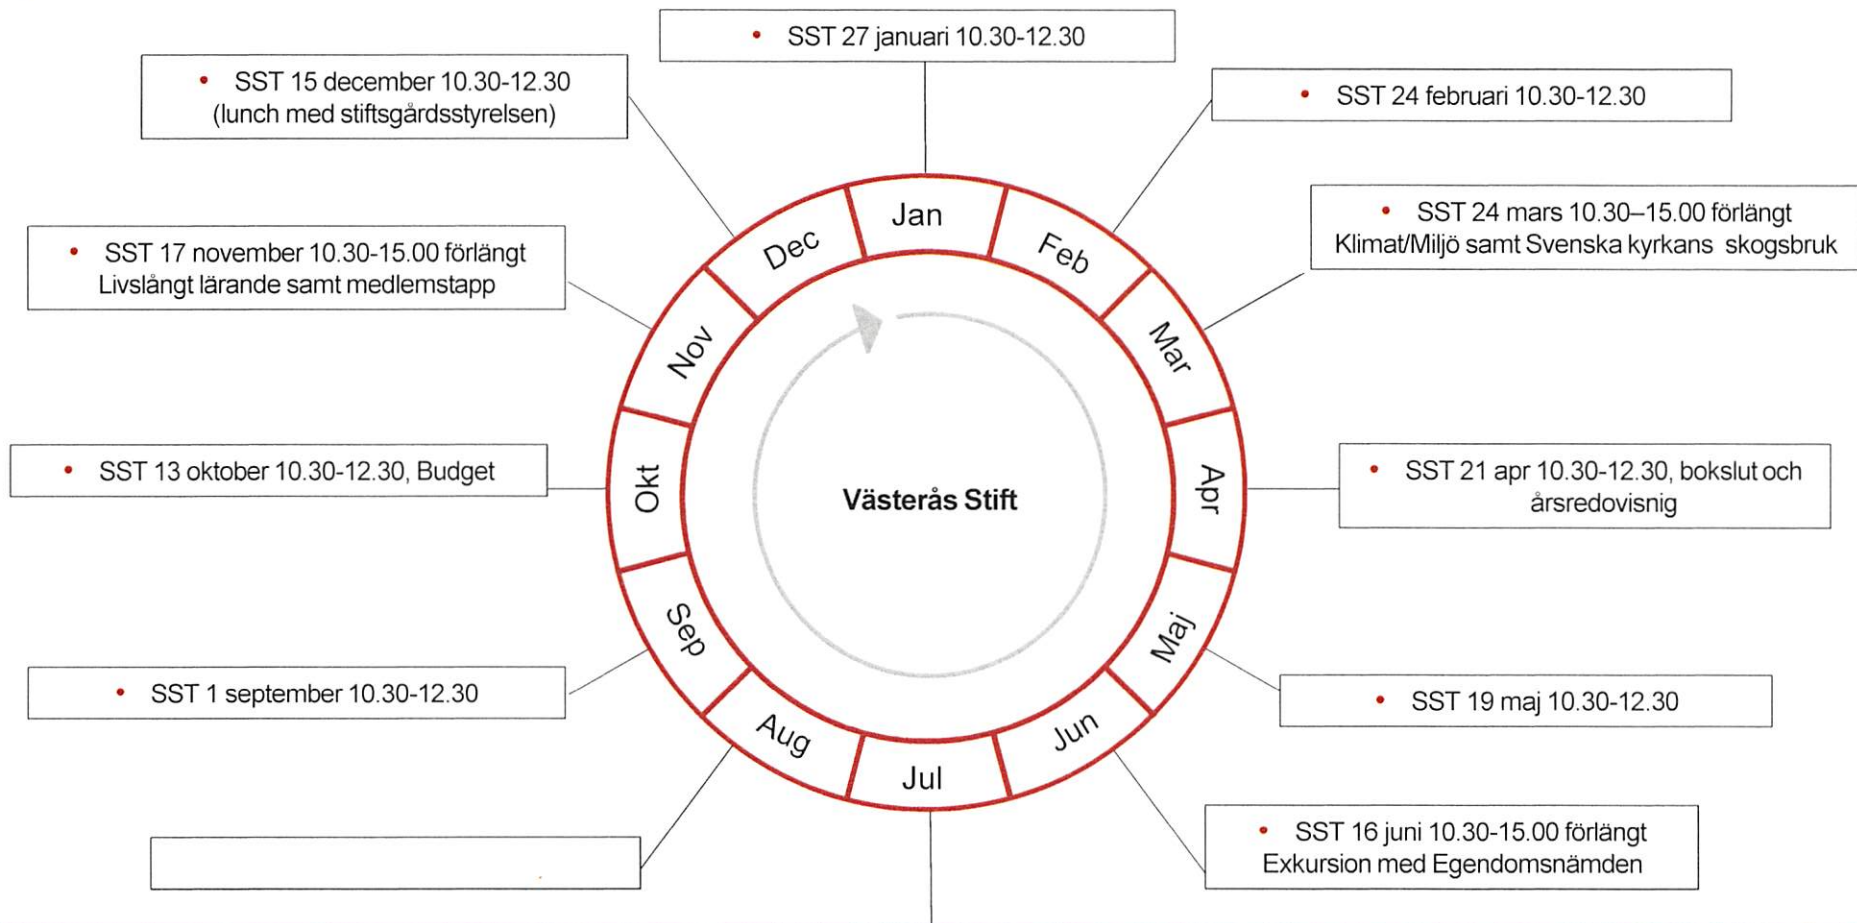 • SST 27 januari 10.30-12.30
• SST 15 december 10.30-12.30
(lunch med stiftsgårdsstyrelsen)
• SST 24 februari 10.30-12.30
• SST 24 mars 10.30–15.00 förlängt
Klimat/Miljö samt Svenska kyrkans skogsbruk
• SST 17 november 10.30-15.00 förlängt
Livslångt lärande samt medlemstapp
• SST 13 oktober 10.30-12.30, Budget
• SST 21 apr 10.30-12.30, bokslut och
årsredovisnig
• SST 1 september 10.30-12.30
• SST 19 maj 10.30-12.30
• SST 16 juni 10.30-15.00 förlängt
Exkursion med Egendomsnämden
Jan
Feb
Mar
Apr
Maj
Jun
Jul
Aug
Sep
Okt
Nov
Dec
Västerås Stift